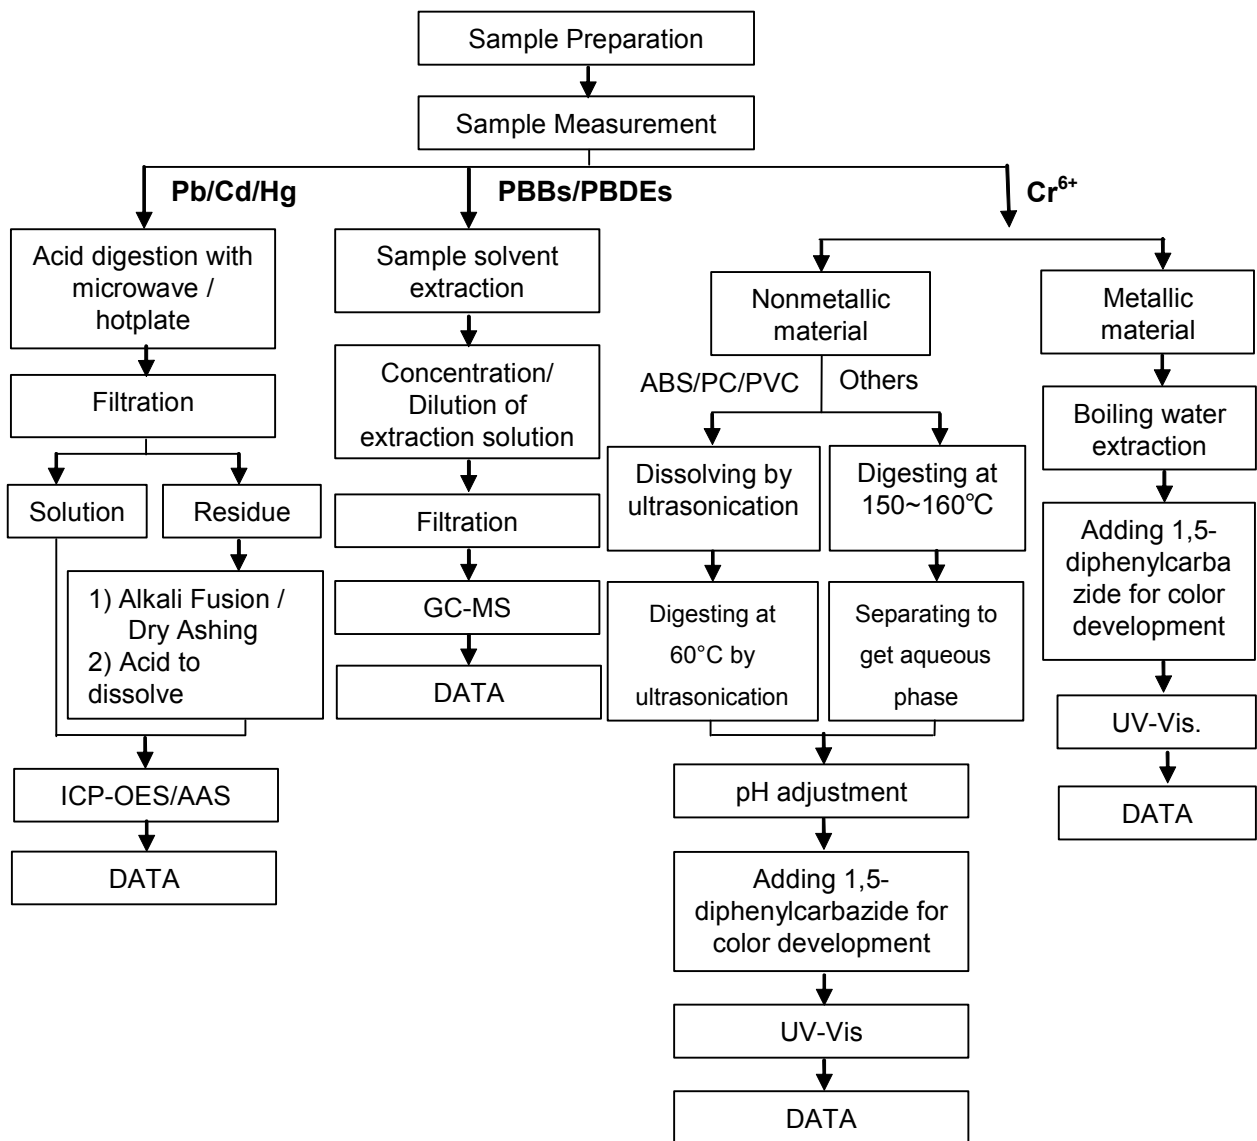 Sample Preparation
Sample Measurement
Pb/Cd/Hg
PBBs/PBDEs
Cr⁶⁺
Acid digestion with
microwave /
hotplate
Filtration
Solution
Residue
1) Alkali Fusion /
Dry Ashing
2) Acid to
dissolve
ICP-OES/AAS
DATA
Sample solvent
extraction
Concentration/
Dilution of
extraction solution
Filtration
GC-MS
DATA
Nonmetallic
material
ABS/PC/PVC
Others
Dissolving by
ultrasonication
Digesting at
150~160℃
Digesting at
60°C by
ultrasonication
Separating to
get aqueous
phase
pH adjustment
Adding 1,5-
diphenylcarbazide for
color development
UV-Vis
DATA
Metallic
material
Boiling water
extraction
Adding 1,5-
diphenylcarba
zide for color
development
UV-Vis.
DATA